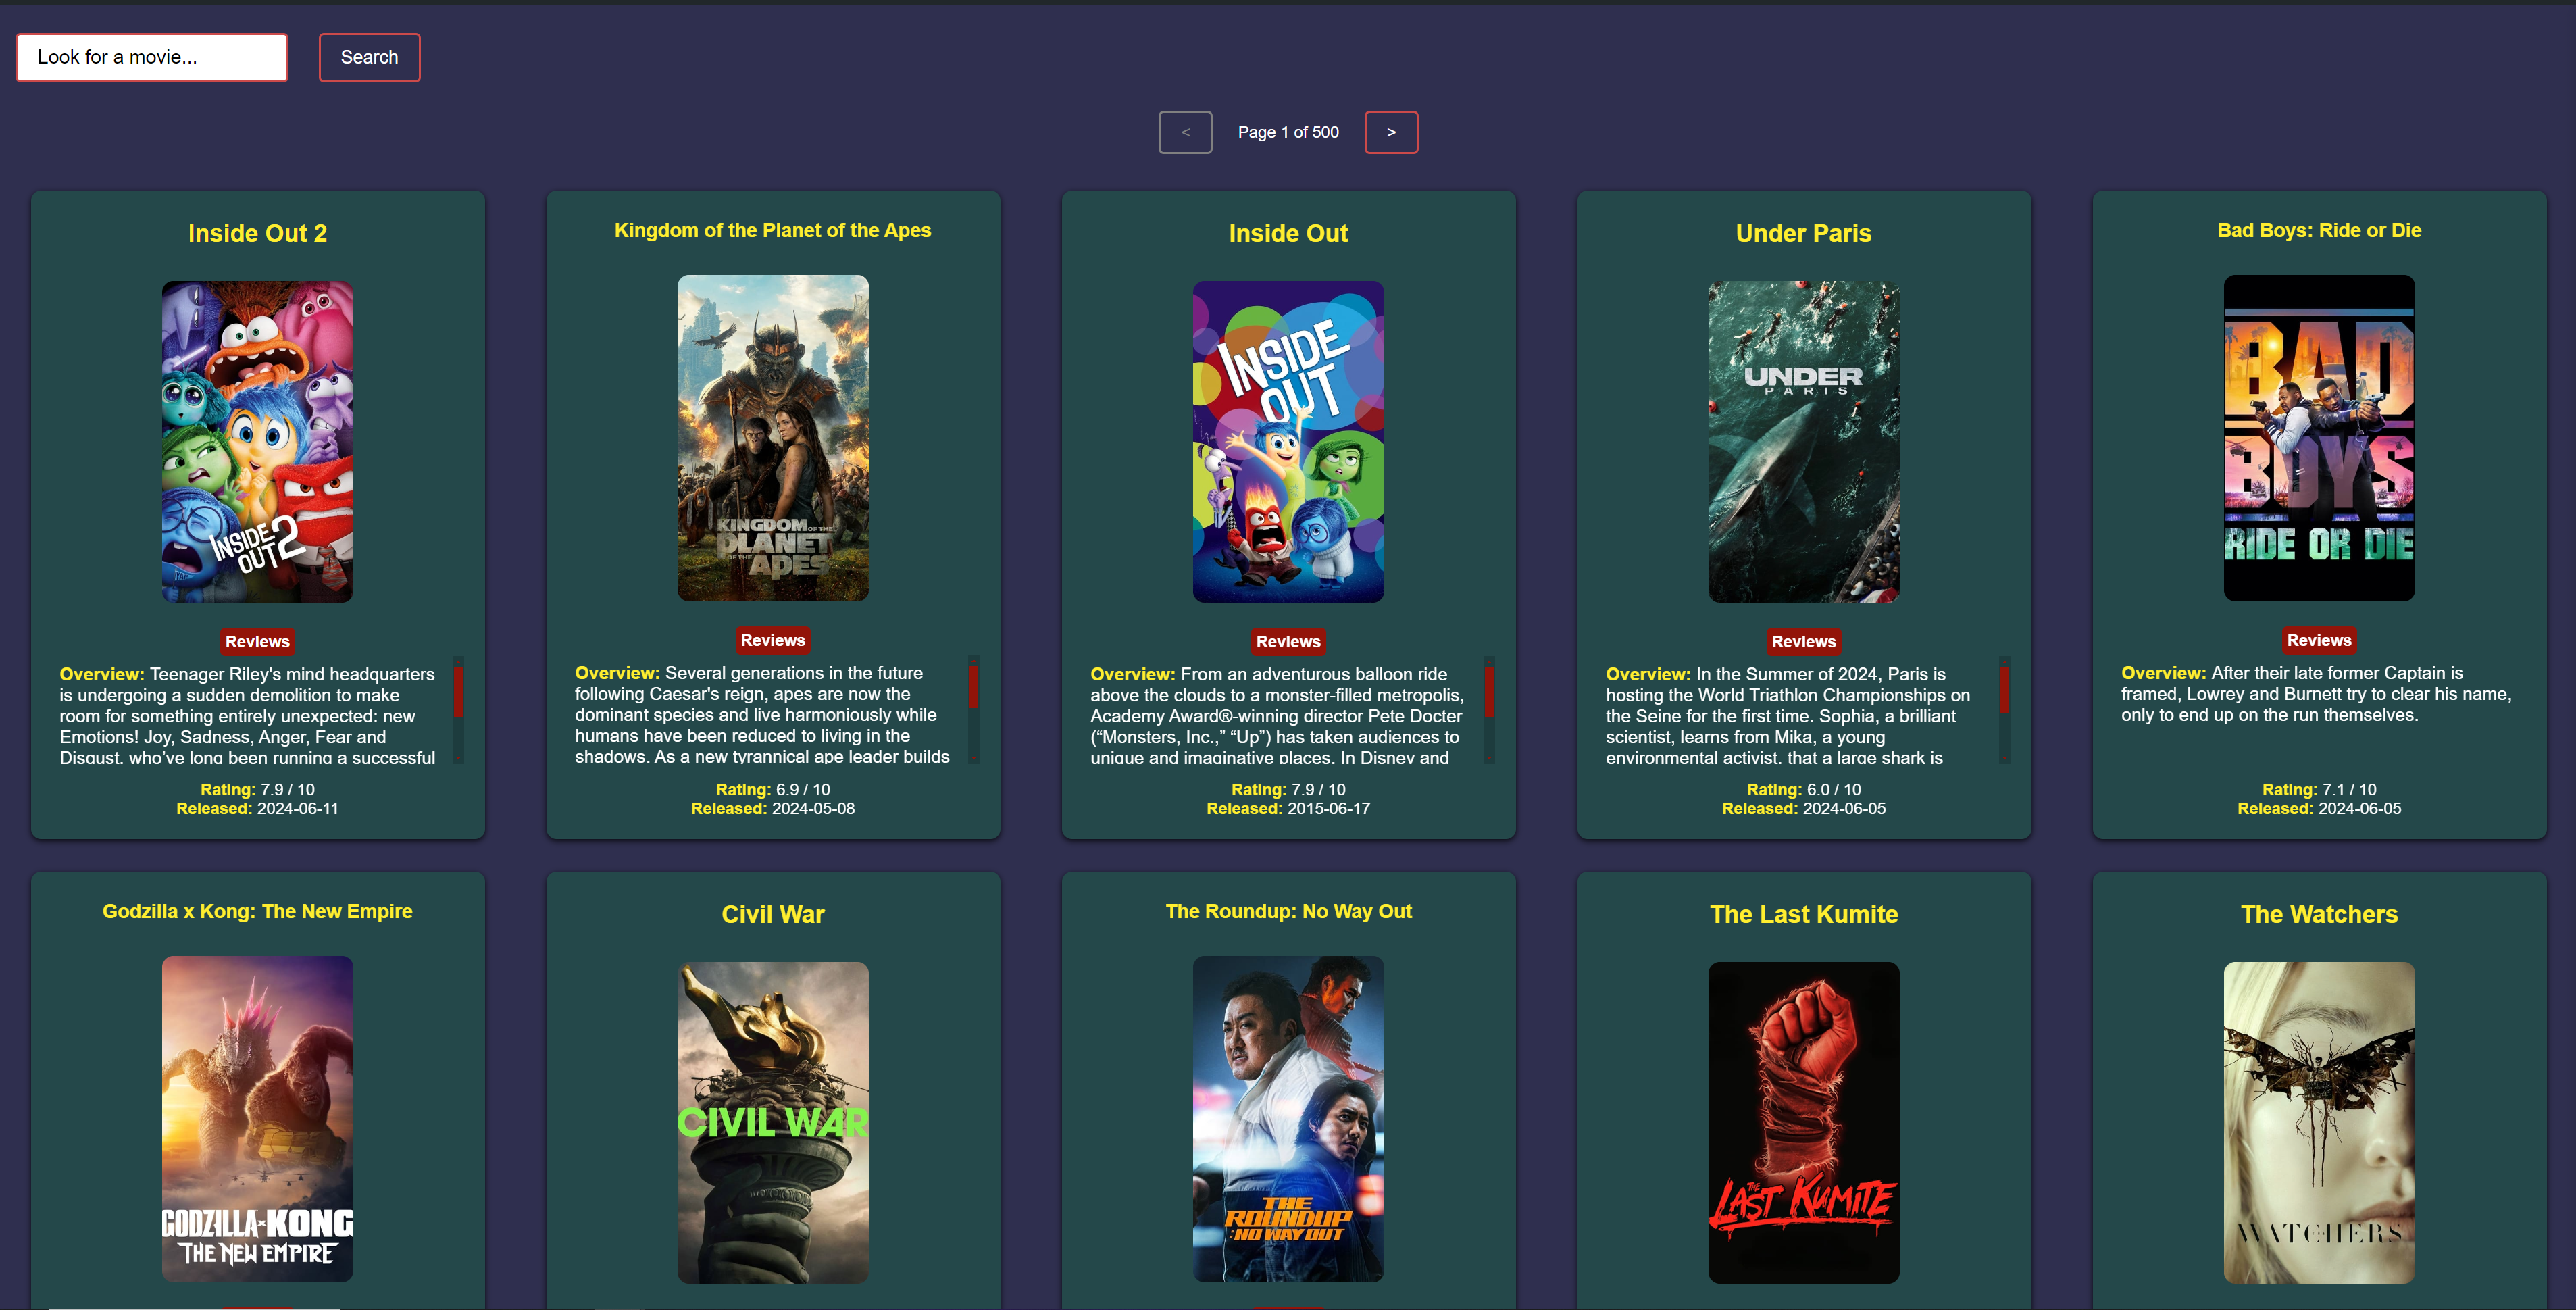 Look for a movie...
Search
<
Page 1 of 500
>
Inside Out 2
INSIDE
OUT 2
Reviews
Overview: Teenager Riley's mind headquarters
is undergoing a sudden demolition to make
room for something entirely unexpected: new
Emotions! Joy, Sadness, Anger, Fear and
Disgust, who’ve long been running a successful
Rating: 7.9 / 10
Released: 2024-06-11
Kingdom of the Planet of the Apes
KINGDOM OF THE
PLANET
OF THE
APES
Reviews
Overview: Several generations in the future
following Caesar's reign, apes are now the
dominant species and live harmoniously while
humans have been reduced to living in the
shadows. As a new tyrannical ape leader builds
Rating: 6.9 / 10
Released: 2024-05-08
Inside Out
INSIDE
OUT
Reviews
Overview: From an adventurous balloon ride
above the clouds to a monster-filled metropolis,
Academy Award®-winning director Pete Docter
(“Monsters, Inc.,” “Up”) has taken audiences to
unique and imaginative places. In Disney and
Rating: 7.9 / 10
Released: 2015-06-17
Under Paris
UNDER
PARIS
Reviews
Overview: In the Summer of 2024, Paris is
hosting the World Triathlon Championships on
the Seine for the first time. Sophia, a brilliant
scientist, learns from Mika, a young
environmental activist, that a large shark is
Rating: 6.0 / 10
Released: 2024-06-05
Bad Boys: Ride or Die
BAD
BOYS
RIDE OR DIE
Reviews
Overview: After their late former Captain is
framed, Lowrey and Burnett try to clear his name,
only to end up on the run themselves.
Rating: 7.1 / 10
Released: 2024-06-05
Godzilla x Kong: The New Empire
GODZILLA x KONG
THE NEW EMPIRE
Civil War
CIVIL WAR
The Roundup: No Way Out
THE
ROUNDUP
: NO WAY OUT
The Last Kumite
THE
LAST KUMITE
The Watchers
WATCHERS